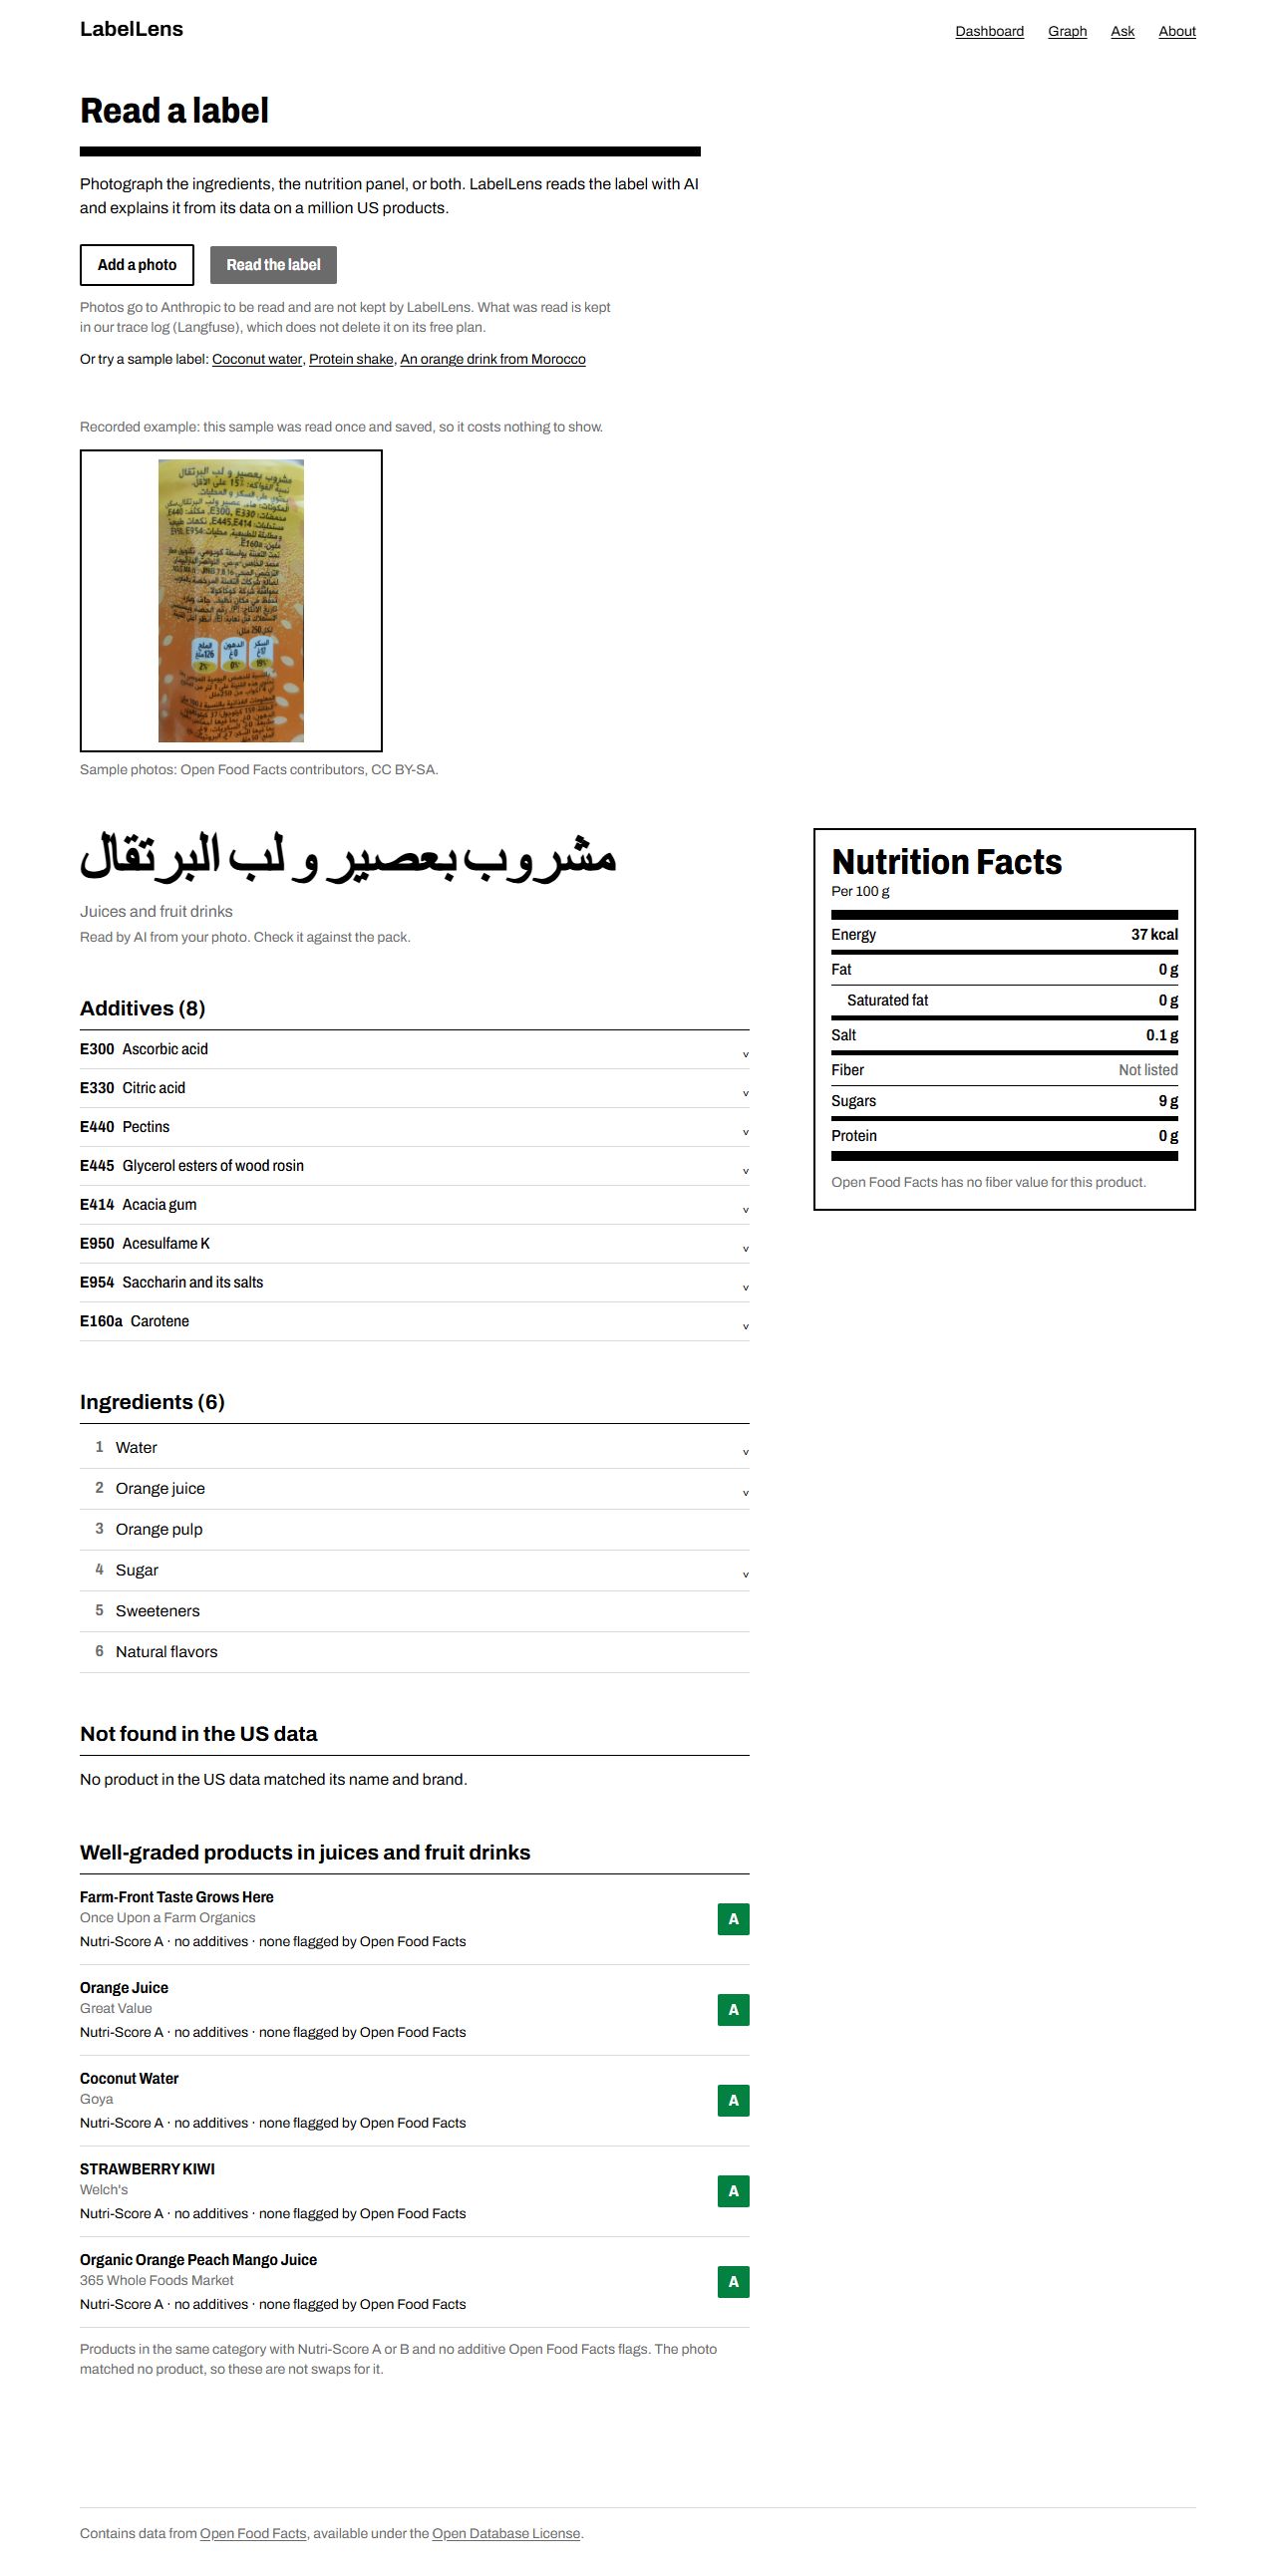 LabelLens
Dashboard Graph Ask About
Read a label
Photograph the ingredients, the nutrition panel, or both. LabelLens reads the label with AI
and explains it from its data on a million US products.
Add a photo Read the label
Photos go to Anthropic to be read and are not kept by LabelLens. What was read is kept
in our trace log (Langfuse), which does not delete it on its free plan.
Or try a sample label: Coconut water, Protein shake, An orange drink from Morocco
Recorded example: this sample was read once and saved, so it costs nothing to show.
مشروب بعصير و لب البرتقال
نسبة الفواكه: 15٪ على الأقل.
E300, E330
E440
E445,E414
E954
E160a
Sample photos: Open Food Facts contributors, CC BY-SA.
مشروب بعصير و لب البرتقال
Juices and fruit drinks
Read by AI from your photo. Check it against the pack.
Additives (8)
E300 Ascorbic acid v
E330 Citric acid v
E440 Pectins v
E445 Glycerol esters of wood rosin v
E414 Acacia gum v
E950 Acesulfame K v
E954 Saccharin and its salts v
E160a Carotene v
Ingredients (6)
1 Water v
2 Orange juice v
3 Orange pulp
4 Sugar v
5 Sweeteners
6 Natural flavors
Not found in the US data
No product in the US data matched its name and brand.
Well-graded products in juices and fruit drinks
Farm-Front Taste Grows Here
Once Upon a Farm Organics
Nutri-Score A · no additives · none flagged by Open Food Facts
A
Orange Juice
Great Value
Nutri-Score A · no additives · none flagged by Open Food Facts
A
Coconut Water
Goya
Nutri-Score A · no additives · none flagged by Open Food Facts
A
STRAWBERRY KIWI
Welch's
Nutri-Score A · no additives · none flagged by Open Food Facts
A
Organic Orange Peach Mango Juice
365 Whole Foods Market
Nutri-Score A · no additives · none flagged by Open Food Facts
A
Products in the same category with Nutri-Score A or B and no additive Open Food Facts flags. The photo
matched no product, so these are not swaps for it.
Nutrition Facts
Per 100 g
Energy 37 kcal
Fat 0 g
Saturated fat 0 g
Salt 0.1 g
Fiber Not listed
Sugars 9 g
Protein 0 g
Open Food Facts has no fiber value for this product.
Contains data from Open Food Facts, available under the Open Database License.